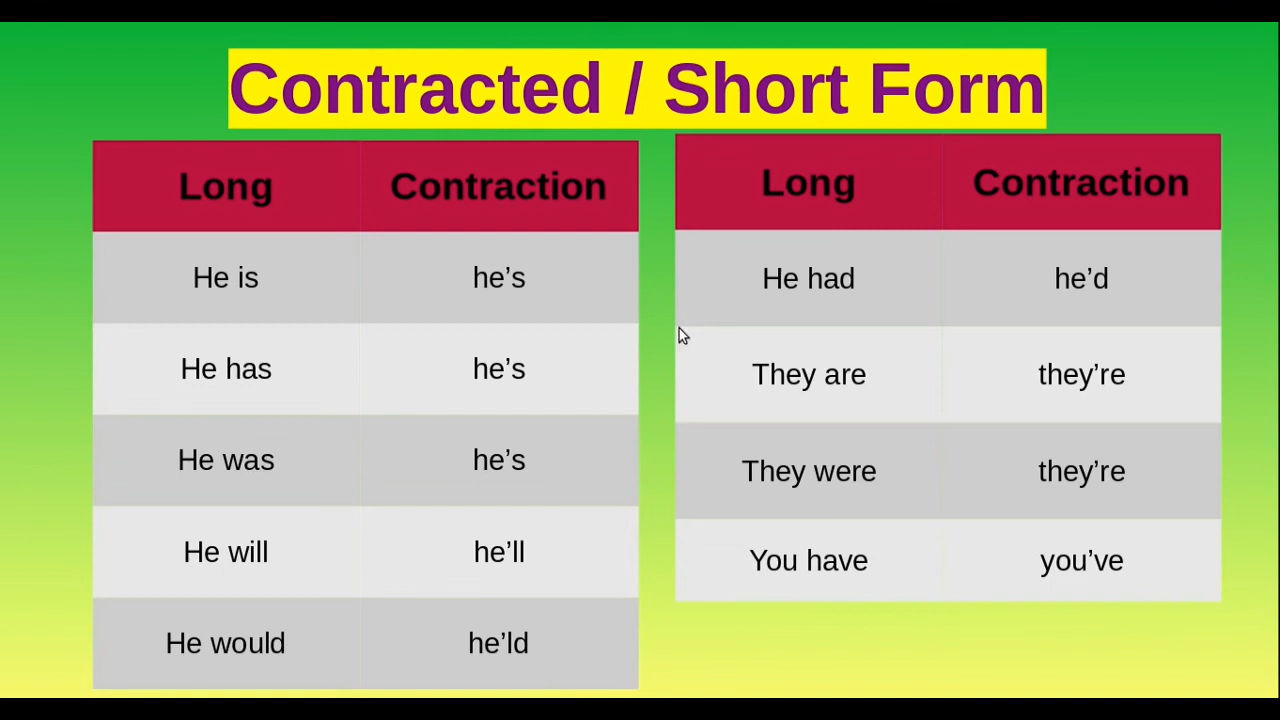 Contracted / Short Form
Long Contraction
He is he’s
He has he’s
He was he’s
He will he’ll
He would he’ld
Long Contraction
He had he’d
They are they’re
They were they’re
You have you’ve